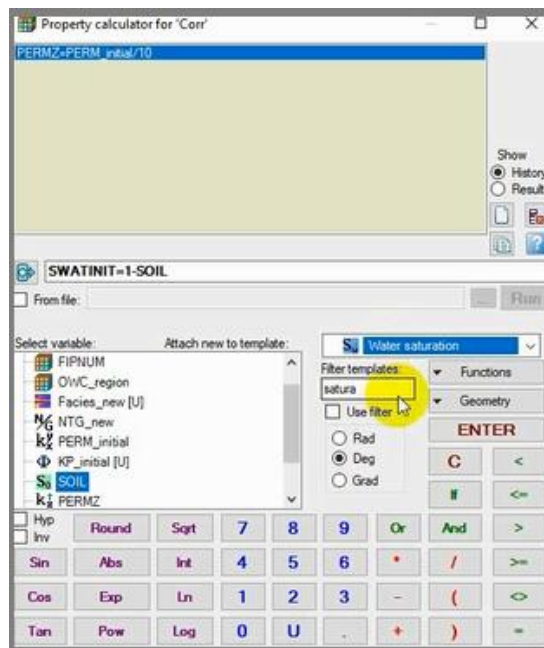 Property calculator for 'Corr'
PERMZ=PERM_initial/10
Show
History
Result
SWATINIT=1-SOIL
From file:
...
Run
Select variable:
Attach new to template:
Water saturation
FIPNUM
OWC_region
Facies_new [U]
NTG_new
PERM_initial
KP_initial [U]
SOIL
PERMZ
Filter templates:
satura
Use filter
Rad
Deg
Grad
Functions
Geometry
ENTER
C <
If <=
Hyp
Inv
Round Sqrt 7 8 9 Or And >
Sin Abs Int 4 5 6 * / >=
Cos Exp Ln 1 2 3 - ( <>
Tan Pow Log 0 U . + ) =